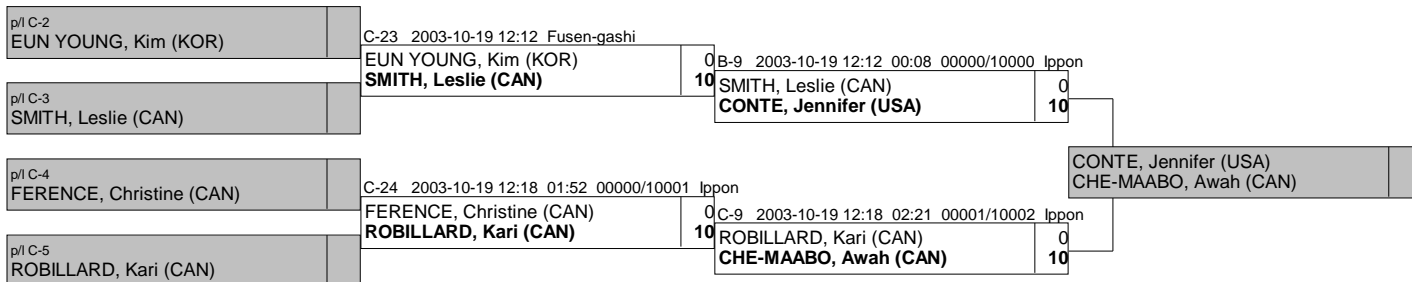 p/l C-2
EUN YOUNG, Kim (KOR)
p/l C-3
SMITH, Leslie (CAN)
p/l C-4
FERENCE, Christine (CAN)
p/l C-5
ROBILLARD, Kari (CAN)
C-23 2003-10-19 12:12 Fusen-gashi
EUN YOUNG, Kim (KOR) 0
SMITH, Leslie (CAN) 10
C-24 2003-10-19 12:18 01:52 00000/10001 Ippon
FERENCE, Christine (CAN) 0
ROBILLARD, Kari (CAN) 10
B-9 2003-10-19 12:12 00:08 00000/10000 Ippon
SMITH, Leslie (CAN) 0
CONTE, Jennifer (USA) 10
C-9 2003-10-19 12:18 02:21 00001/10002 Ippon
ROBILLARD, Kari (CAN) 0
CHE-MAABO, Awah (CAN) 10
CONTE, Jennifer (USA)
CHE-MAABO, Awah (CAN)